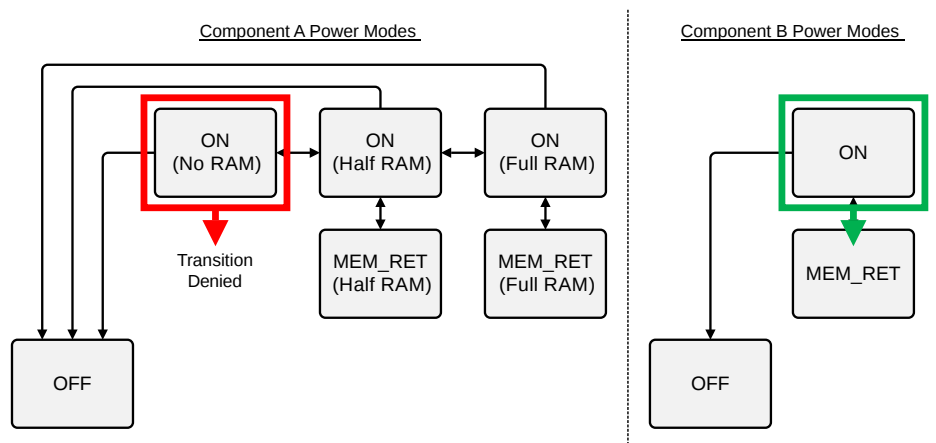 Component A Power Modes
Component B Power Modes
ON
(No RAM)
ON
(Half RAM)
ON
(Full RAM)
ON
Transition
Denied
MEM_RET
(Half RAM)
MEM_RET
(Full RAM)
MEM_RET
OFF
OFF